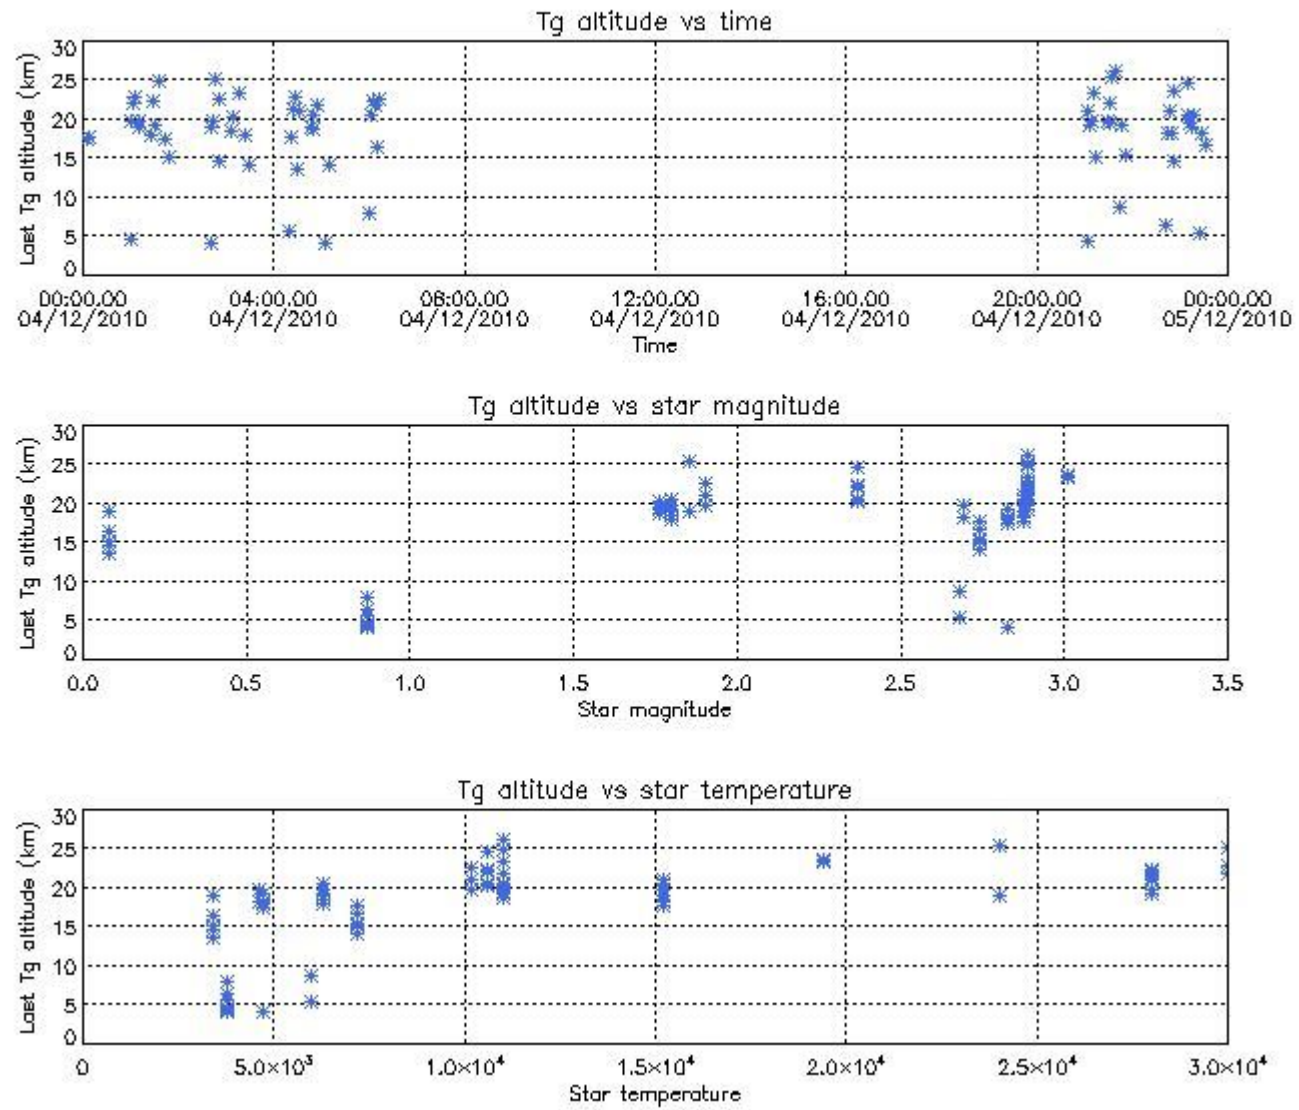 Tg altitude vs time
Last Tg altitude (km)
30
25
20
15
10
5
0
00:00.00 04:00.00 08:00.00 12:00.00 16:00.00 20:00.00 00:00.00
04/12/2010 04/12/2010 04/12/2010 04/12/2010 04/12/2010 04/12/2010 05/12/2010
Time
Tg altitude vs star magnitude
Last Tg altitude (km)
30
25
20
15
10
5
0
0.0 0.5 1.0 1.5 2.0 2.5 3.0 3.5
Star magnitude
Tg altitude vs star temperature
Last Tg altitude (km)
30
25
20
15
10
5
0
0 5.0×10³ 1.0×10⁴ 1.5×10⁴ 2.0×10⁴ 2.5×10⁴ 3.0×10⁴
Star temperature